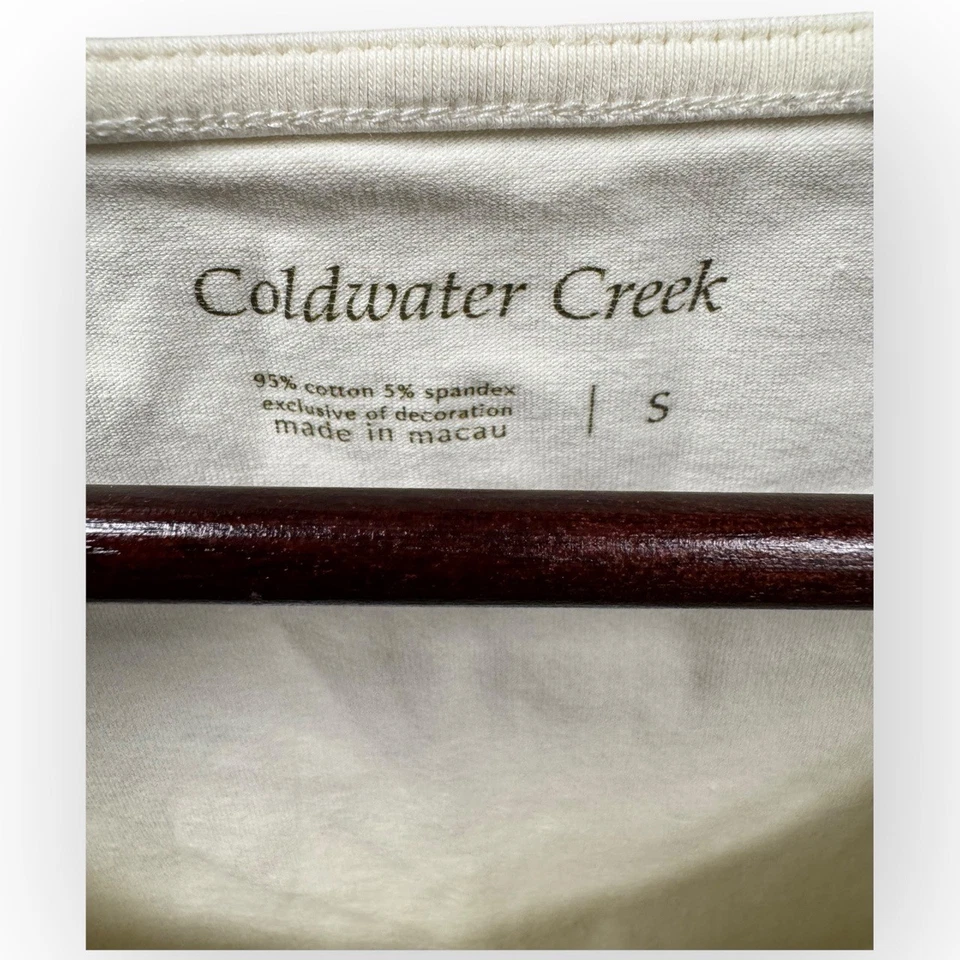 Coldwater Creek
95% cotton 5% spandex
exclusive of decoration
made in macau
| S